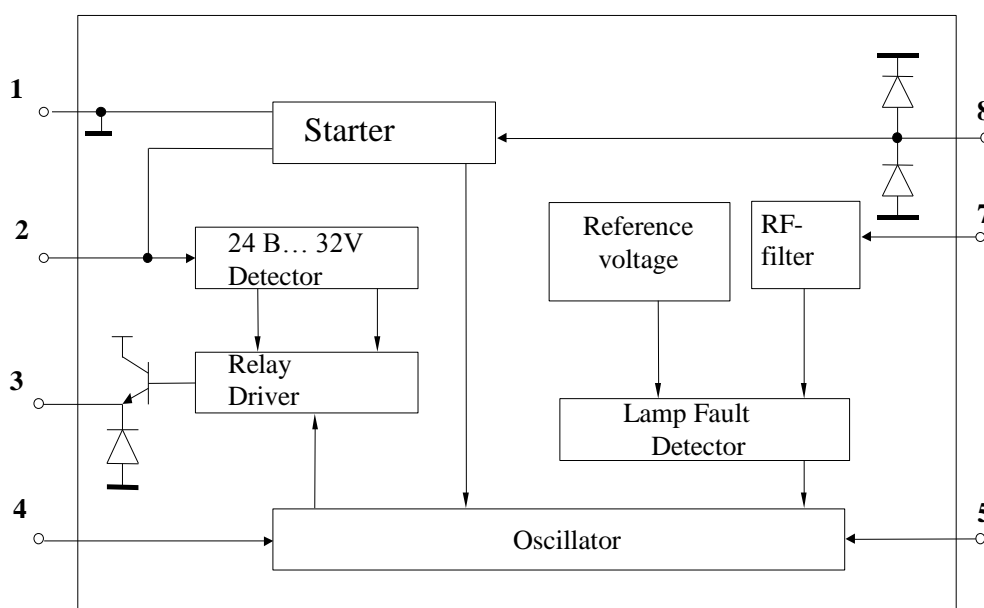 1
Starter
8
2
24 В… 32V
Detector
Reference
voltage
RF-
filter
7
3
Relay
Driver
Lamp Fault
Detector
4
Oscillator
5